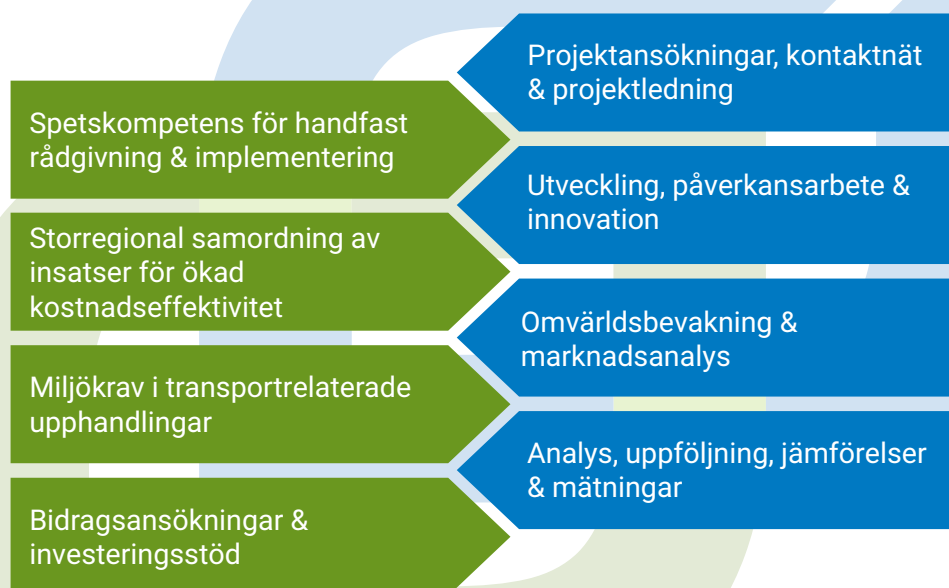 Projektansökningar, kontaktnät
& projektledning
Spetskompetens för handfast
rådgivning & implementering
Utveckling, påverkansarbete &
innovation
Storregional samordning av
insatser för ökad
kostnadseffektivitet
Omvärldsbevakning &
marknadsanalys
Miljökrav i transportrelaterade
upphandlingar
Analys, uppföljning, jämförelser
& mätningar
Bidragsansökningar &
investeringsstöd